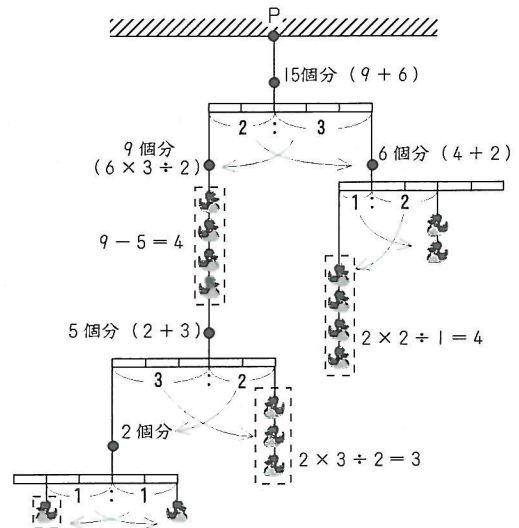 P
15個分（9＋6）
2 : 3
9個分
（6×3÷2）
6個分（4＋2）
1 : 2
9－5＝4
2×2÷1＝4
5個分（2＋3）
3 : 2
2個分
2×3÷2＝3
1 : 1